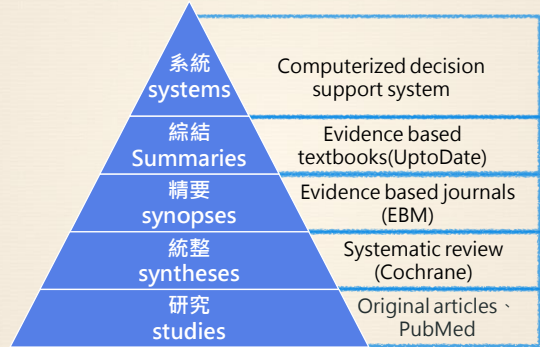 系統
systems
Computerized decision
support system
綜結
Summaries
Evidence based
textbooks(UptoDate)
精要
synopses
Evidence based journals
(EBM)
統整
syntheses
Systematic review
(Cochrane)
研究
studies
Original articles、
PubMed